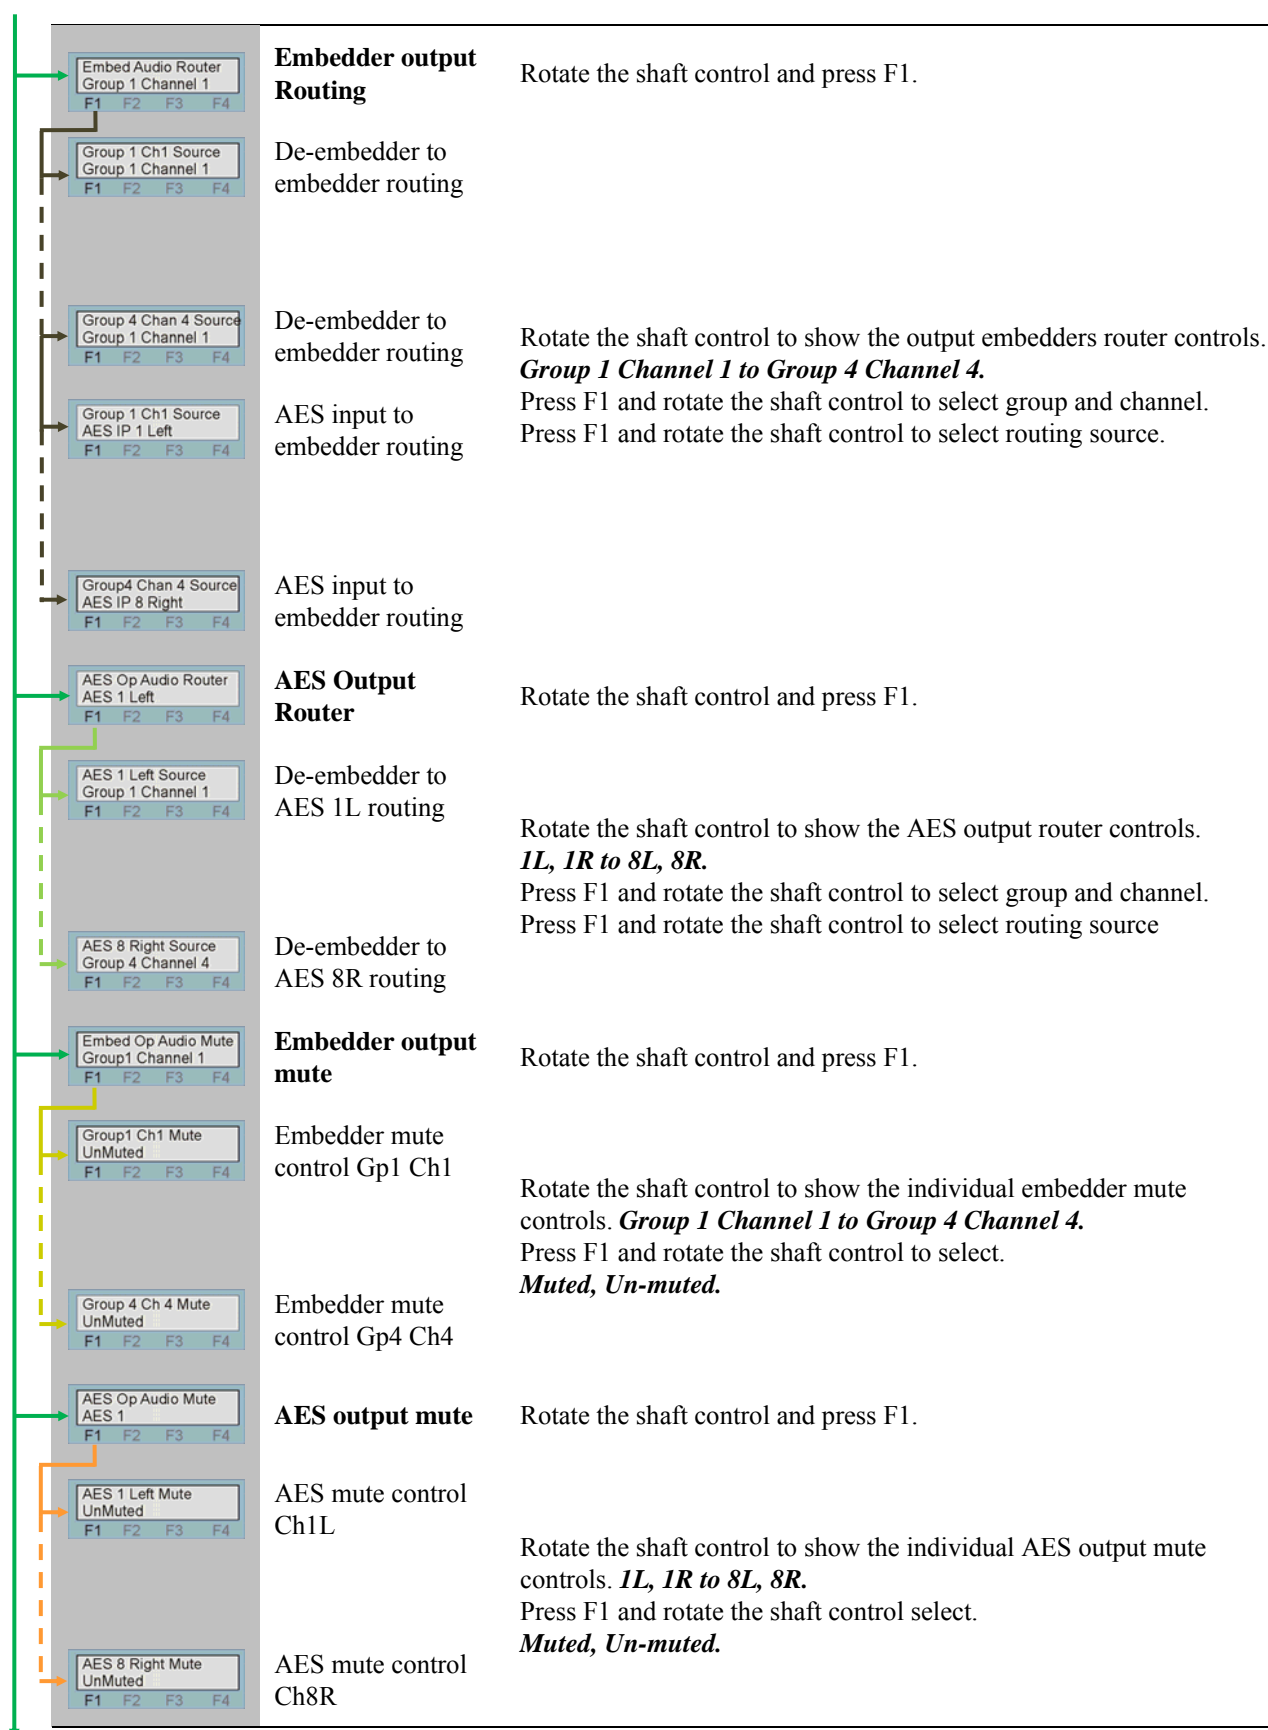 Embed Audio Router
Group 1 Channel 1
F1 F2 F3 F4
Embedder output
Routing
Rotate the shaft control and press F1.
Group 1 Ch1 Source
Group 1 Channel 1
F1 F2 F3 F4
De-embedder to
embedder routing
Group 4 Chan 4 Source
Group 1 Channel 1
F1 F2 F3 F4
De-embedder to
embedder routing
Rotate the shaft control to show the output embedders router controls.
Group 1 Channel 1 to Group 4 Channel 4.
Press F1 and rotate the shaft control to select group and channel.
Press F1 and rotate the shaft control to select routing source.
Group 1 Ch1 Source
AES IP 1 Left
F1 F2 F3 F4
AES input to
embedder routing
Group4 Chan 4 Source
AES IP 8 Right
F1 F2 F3 F4
AES input to
embedder routing
AES Op Audio Router
AES 1 Left
F1 F2 F3 F4
AES Output
Router
Rotate the shaft control and press F1.
AES 1 Left Source
Group 1 Channel 1
F1 F2 F3 F4
De-embedder to
AES 1L routing
Rotate the shaft control to show the AES output router controls.
1L, 1R to 8L, 8R.
Press F1 and rotate the shaft control to select group and channel.
Press F1 and rotate the shaft control to select routing source
AES 8 Right Source
Group 4 Channel 4
F1 F2 F3 F4
De-embedder to
AES 8R routing
Embed Op Audio Mute
Group1 Channel 1
F1 F2 F3 F4
Embedder output
mute
Rotate the shaft control and press F1.
Group1 Ch1 Mute
UnMuted
F1 F2 F3 F4
Embedder mute
control Gp1 Ch1
Rotate the shaft control to show the individual embedder mute
controls. Group 1 Channel 1 to Group 4 Channel 4.
Press F1 and rotate the shaft control to select.
Muted, Un-muted.
Group 4 Ch 4 Mute
UnMuted
F1 F2 F3 F4
Embedder mute
control Gp4 Ch4
AES Op Audio Mute
AES 1
F1 F2 F3 F4
AES output mute
Rotate the shaft control and press F1.
AES 1 Left Mute
UnMuted
F1 F2 F3 F4
AES mute control
Ch1L
Rotate the shaft control to show the individual AES output mute
controls. 1L, 1R to 8L, 8R.
Press F1 and rotate the shaft control select.
Muted, Un-muted.
AES 8 Right Mute
UnMuted
F1 F2 F3 F4
AES mute control
Ch8R